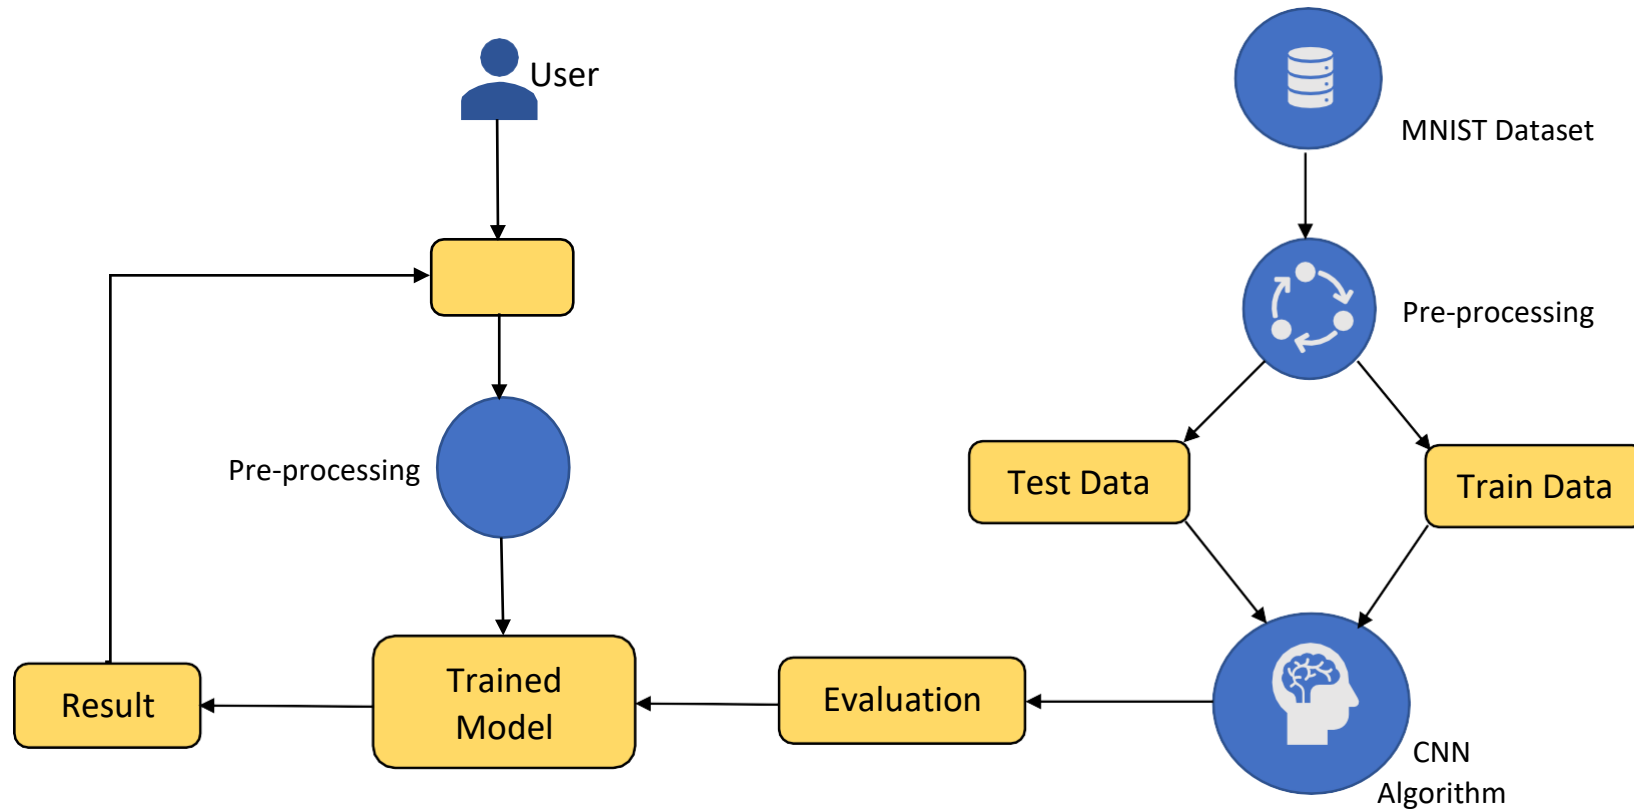 User
MNIST Dataset
Pre-processing
Pre-processing
Test Data
Train Data
Trained
Model
Evaluation
Result
CNN
Algorithm